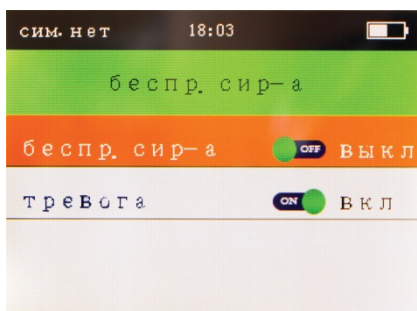 сим. нет 18:03
беспр. сир-а
беспр. сир-а OFF выкл
тревога ON вкл